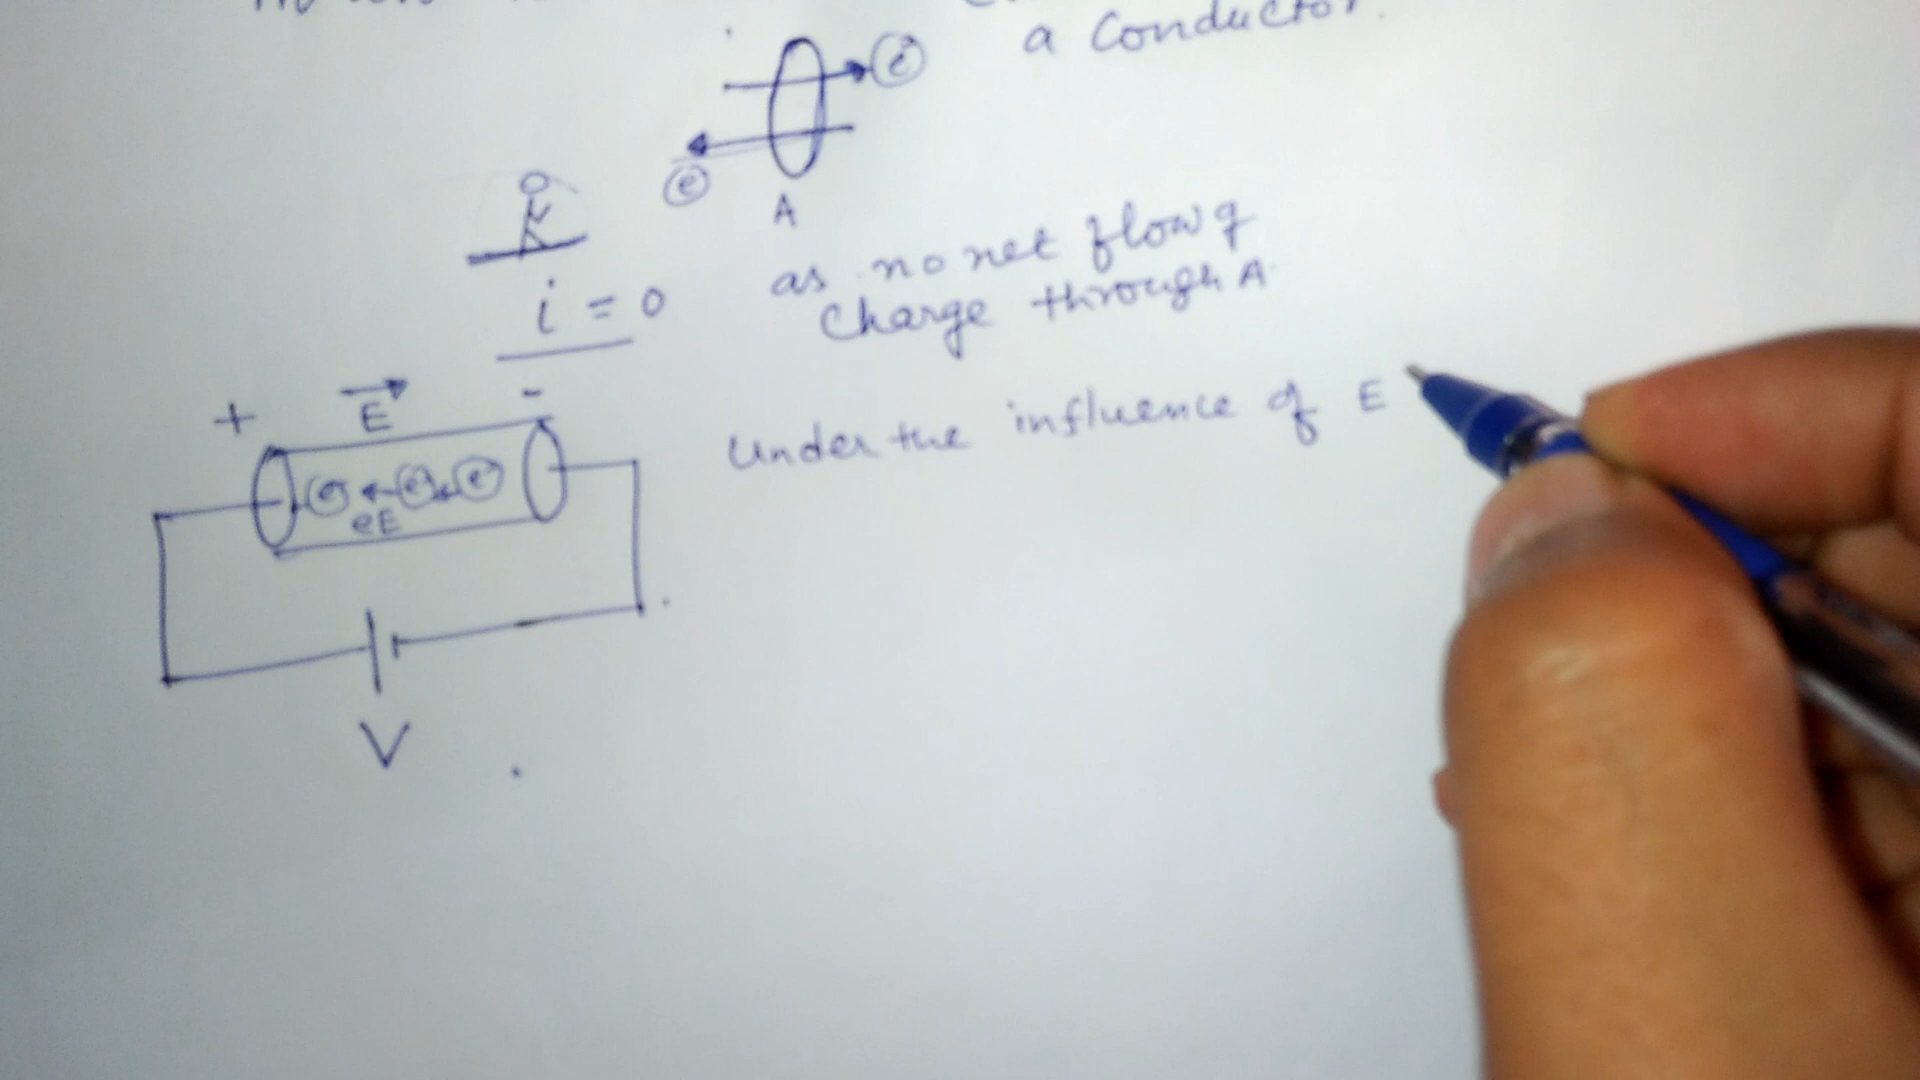 a Conductor.
e
e
A
i = 0
as no net flow of
Charge through A
+ E -
Under the influence of E
e e e
eE
V